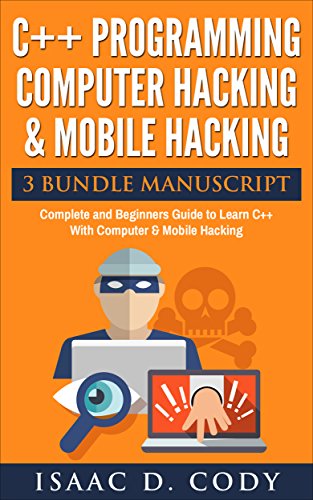 C++ PROGRAMMING
COMPUTER HACKING
& MOBILE HACKING
3 BUNDLE MANUSCRIPT
Complete and Beginners Guide to Learn C++
With Computer & Mobile Hacking
ISAAC D. CODY